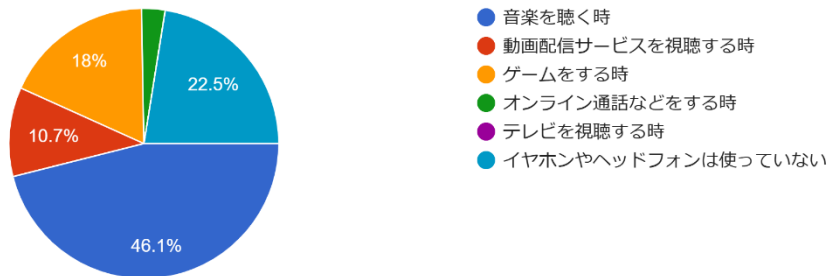 音楽を聴く時
動画配信サービスを視聴する時
ゲームをする時
オンライン通話などをする時
テレビを視聴する時
イヤホンやヘッドフォンは使っていない
18%
22.5%
10.7%
46.1%